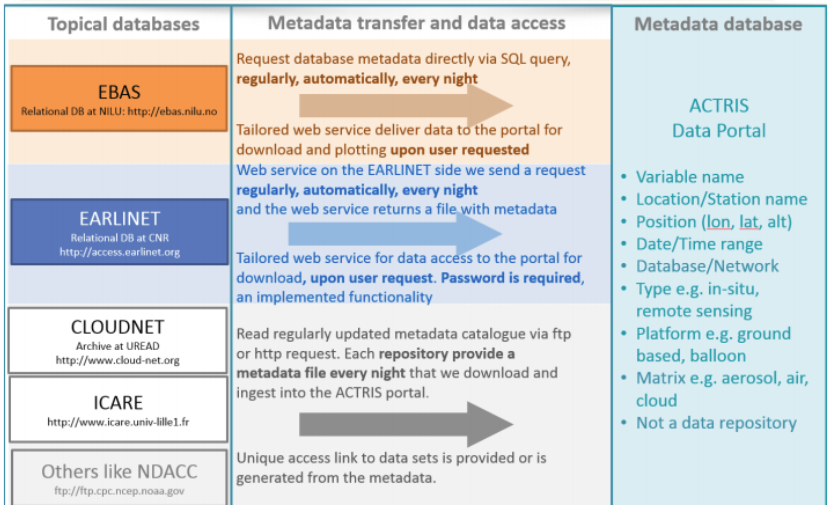 Topical databases
Metadata transfer and data access
Metadata database
EBAS
Relational DB at NILU: http://ebas.nilu.no
Request database metadata directly via SQL query,
regularly, automatically, every night
Tailored web service deliver data to the portal for
download and plotting upon user requested
EARLINET
Relational DB at CNR
http://access.earlinet.org
Web service on the EARLINET side we send a request
regularly, automatically, every night
and the web service returns a file with metadata
Tailored web service for data access to the portal for
download, upon user request. Password is required,
an implemented functionality
CLOUDNET
Archive at UREAD
http://www.cloud-net.org
ICARE
http://www.icare.univ-lille1.fr
Others like NDACC
ftp://ftp.cpc.ncep.noaa.gov
Read regularly updated metadata catalogue via ftp
or http request. Each repository provide a
metadata file every night that we download and
ingest into the ACTRIS portal.
Unique access link to data sets is provided or is
generated from the metadata.
ACTRIS
Data Portal
• Variable name
• Location/Station name
• Position (lon, lat, alt)
• Date/Time range
• Database/Network
• Type e.g. in-situ,
remote sensing
• Platform e.g. ground
based, balloon
• Matrix e.g. aerosol, air,
cloud
• Not a data repository